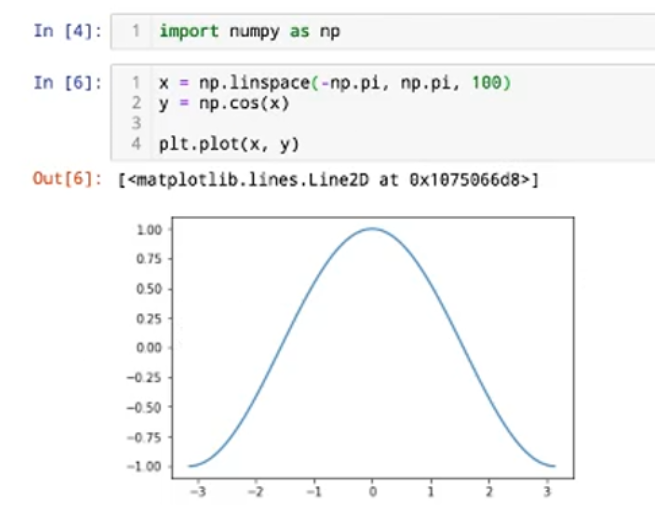 In [4]: 1 import numpy as np
In [6]: 1 x = np.linspace(-np.pi, np.pi, 100)
2 y = np.cos(x)
3
4 plt.plot(x, y)
Out[6]: [<matplotlib.lines.Line2D at 0x1075066d8>]
1.00
0.75
0.50
0.25
0.00
−0.25
−0.50
−0.75
−1.00
−3 −2 −1 0 1 2 3